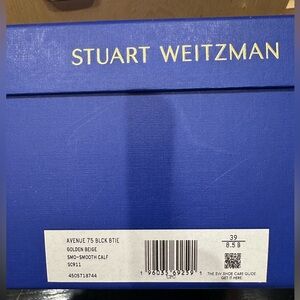 STUART WEITZMAN
AVENUE 75 BLCK BTIE
GOLDEN BEIGE
SMO-SMOOTH CALF
SC911
4505718744
39
8.5 B
THE SW SHOE CARE GUIDE
GET IT HERE